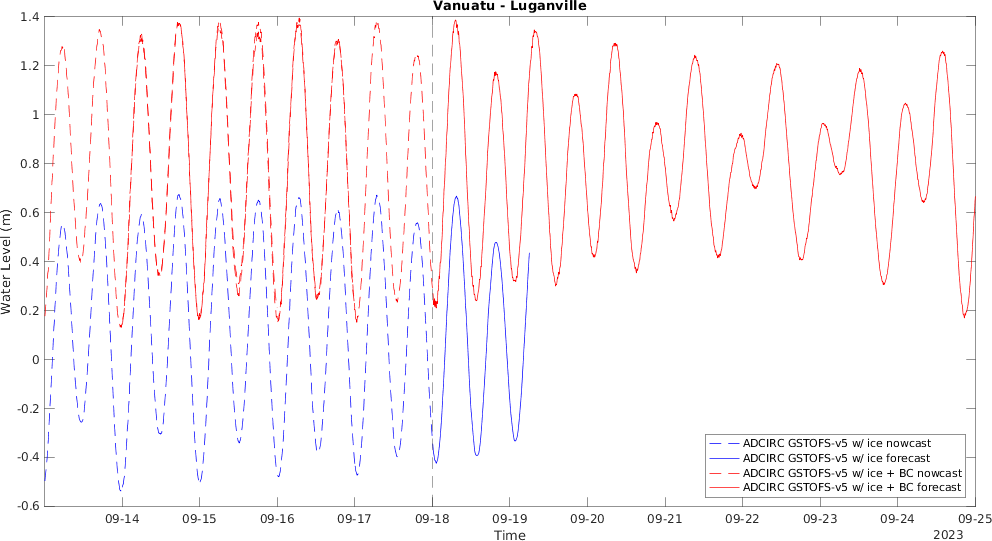 Vanuatu - Luganville
1.4
1.2
1
0.8
0.6
0.4
0.2
0
-0.2
-0.4
-0.6
Water Level (m)
ADCIRC GSTOFS-v5 w/ ice nowcast
ADCIRC GSTOFS-v5 w/ ice forecast
ADCIRC GSTOFS-v5 w/ ice + BC nowcast
ADCIRC GSTOFS-v5 w/ ice + BC forecast
09-14 09-15 09-16 09-17 09-18 09-19 09-20 09-21 09-22 09-23 09-24 09-25
Time
2023